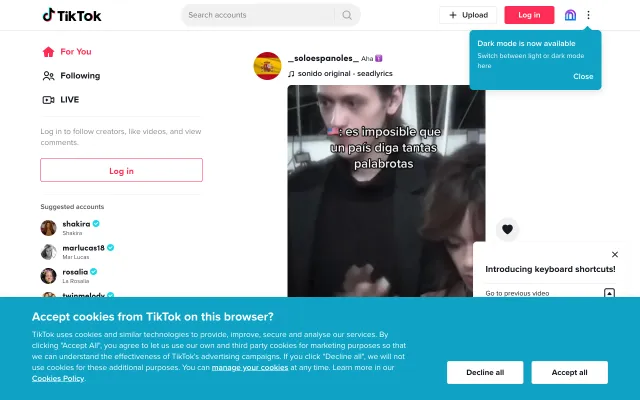 TikTok
Search accounts
Upload
Log in
Dark mode is now available
Switch between light or dark mode
here
Close
For You
Following
LIVE
Log in to follow creators, like videos, and view
comments.
Log in
Suggested accounts
shakira
Shakira
marlucas18
Mar Lucas
rosalia
La Rosalia
twinmelody
_soloespanoles_ Aha
sonido original - seadlyrics
: es imposible que
un país diga tantas
palabrotas
Introducing keyboard shortcuts!
Go to previous video
Accept cookies from TikTok on this browser?
TikTok uses cookies and similar technologies to provide, improve, secure and analyse our services. By
clicking "Accept All", you agree to let us use our own and third party cookies for marketing purposes so that
we can understand the effectiveness of TikTok's advertising campaigns. If you click "Decline all", we will not
use cookies for these additional purposes. You can manage your cookies at any time. Learn more in our
Cookies Policy.
Decline all
Accept all